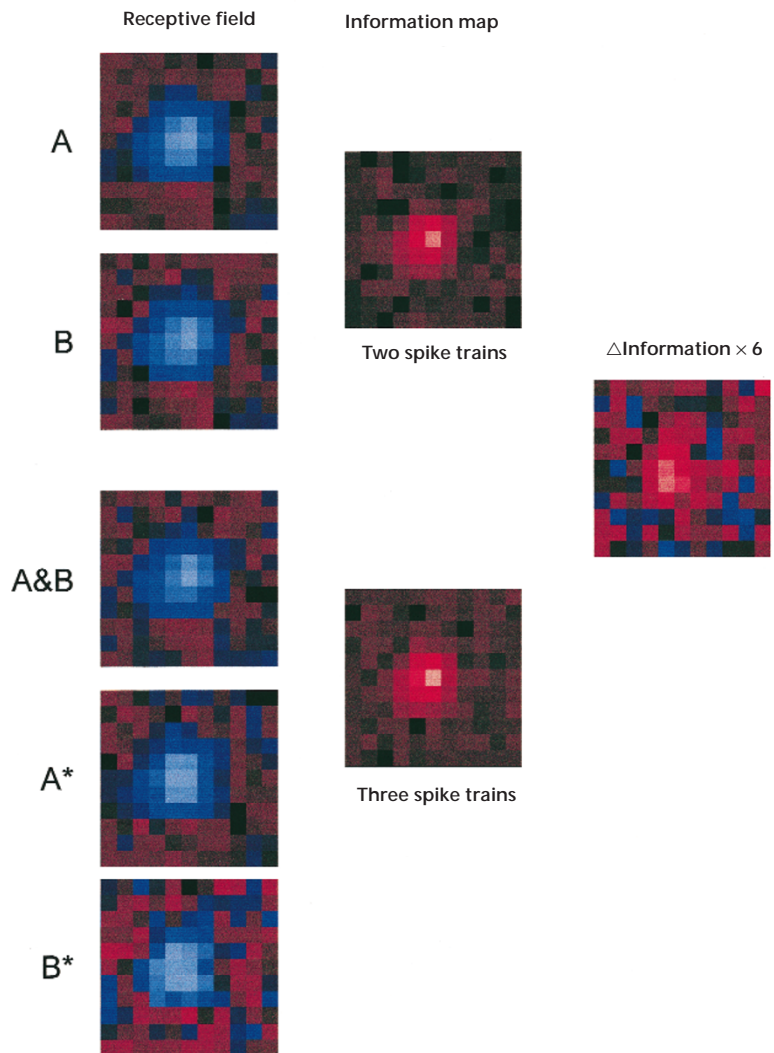 Receptive field
Information map
A
B
Two spike trains
△Information × 6
A&B
A*
Three spike trains
B*